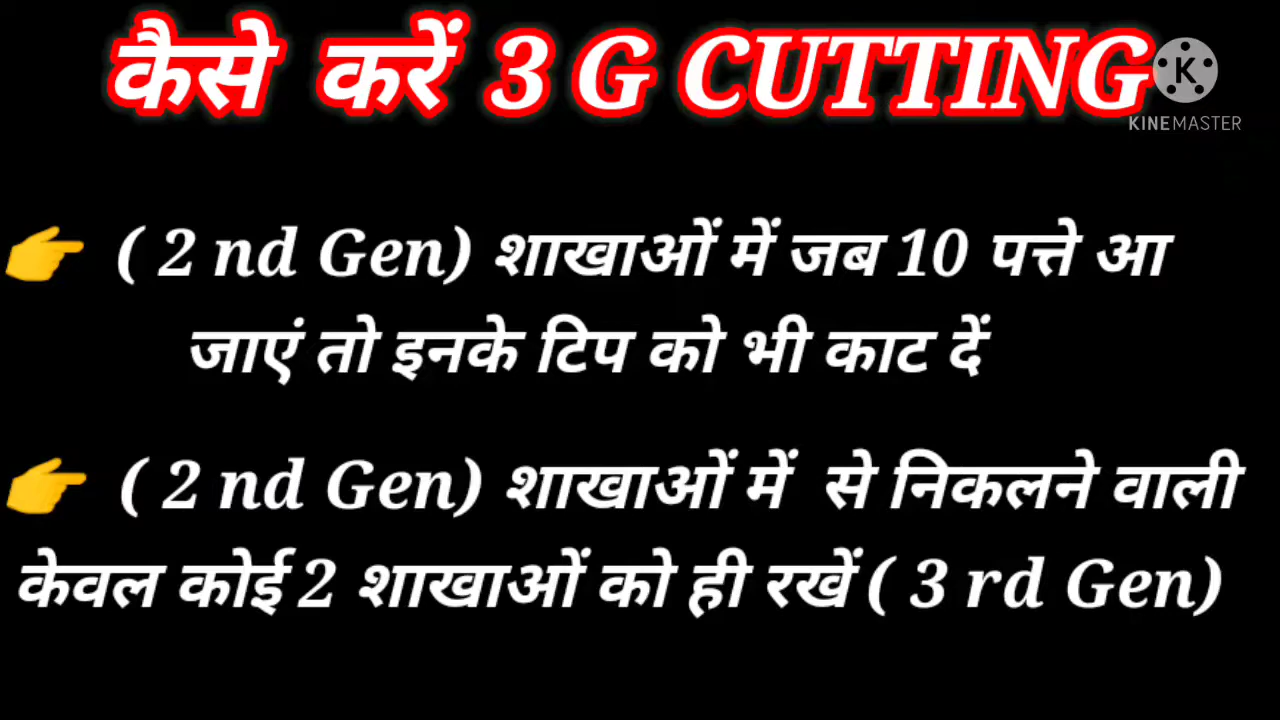 कैसे करें 3 G CUTTING
KINEMASTER
( 2 nd Gen) शाखाओं में जब 10 पत्ते आ
जाएं तो इनके टिप को भी काट दें
( 2 nd Gen) शाखाओं में से निकलने वाली
केवल कोई 2 शाखाओं को ही रखें ( 3 rd Gen)